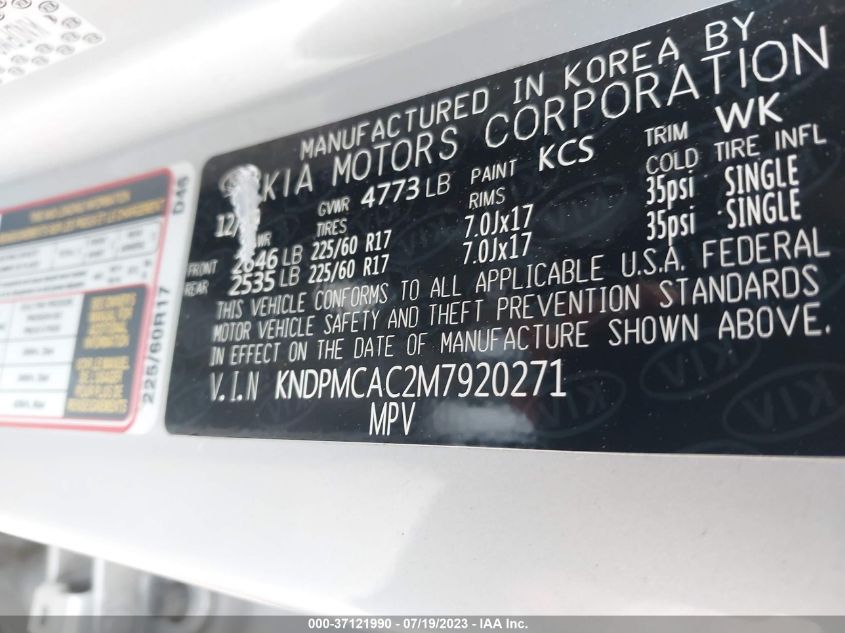 MANUFACTURED IN KOREA BY
KIA MOTORS CORPORATION
GVWR 4773 LB PAINT KCS TRIM WK
TIRES RIMS COLD TIRE INFL
FRONT 2646 LB 225/60 R17 7.0Jx17 35psi SINGLE
REAR 2535 LB 225/60 R17 7.0Jx17 35psi SINGLE
THIS VEHICLE CONFORMS TO ALL APPLICABLE U.S.A. FEDERAL
MOTOR VEHICLE SAFETY AND THEFT PREVENTION STANDARDS
IN EFFECT ON THE DATE OF MANUFACTURE SHOWN ABOVE.
V.I.N KNDPMCAC2M7920271
MPV
D46
225/60R17
000-37121990 - 07/19/2023 - IAA Inc.